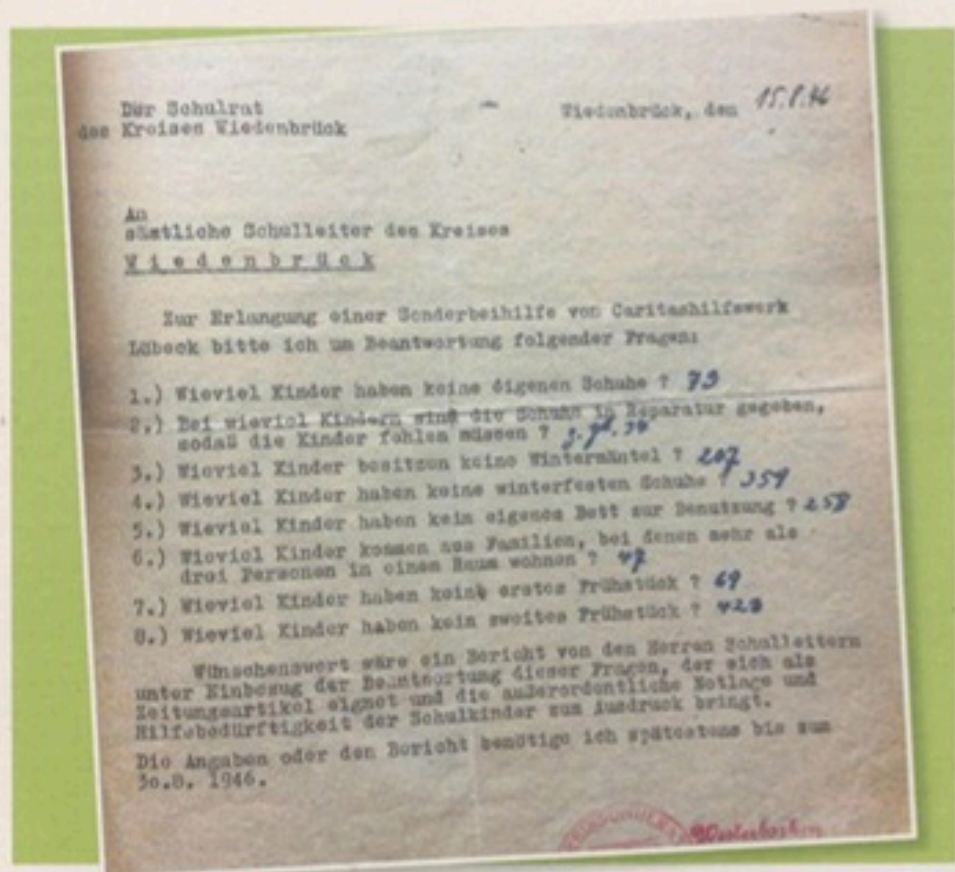 Der Schulrat
des Kreises Wiedenbrück
Wiedenbrück, den 15.8.46
An
sämtliche Schulleiter des Kreises
Wiedenbrück
Zur Erlangung einer Sonderbeihilfe von Caritashilfswerk
Lübeck bitte ich um Beantwortung folgender Fragen:
1.) Wieviel Kinder haben keine eigenen Schuhe ? 73
2.) Bei wieviel Kindern sind die Schuhe in Reparatur gegeben,
sodaß die Kinder fehlen müssen ?
3.) Wieviel Kinder besitzen keine Wintermäntel ? 207
4.) Wieviel Kinder haben keine winterfesten Schuhe ? 359
5.) Wieviel Kinder haben kein eigenes Bett zur Benutzung ? 258
6.) Wieviel Kinder kommen aus Familien, bei denen mehr als
drei Personen in einem Raum wohnen ? 47
7.) Wieviel Kinder haben kein erstes Frühstück ? 69
8.) Wieviel Kinder haben kein zweites Frühstück ? 423
Wünschenswert wäre ein Bericht von den Herren Schulleitern
unter Einbezug der Beantwortung dieser Fragen, der sich als
Zeitungsartikel eignet und die außerordentliche Notlage und
Hilfsbedürftigkeit der Schulkinder zum Ausdruck bringt.
Die Angaben oder den Bericht benötige ich spätestens bis zum
30.8. 1946.